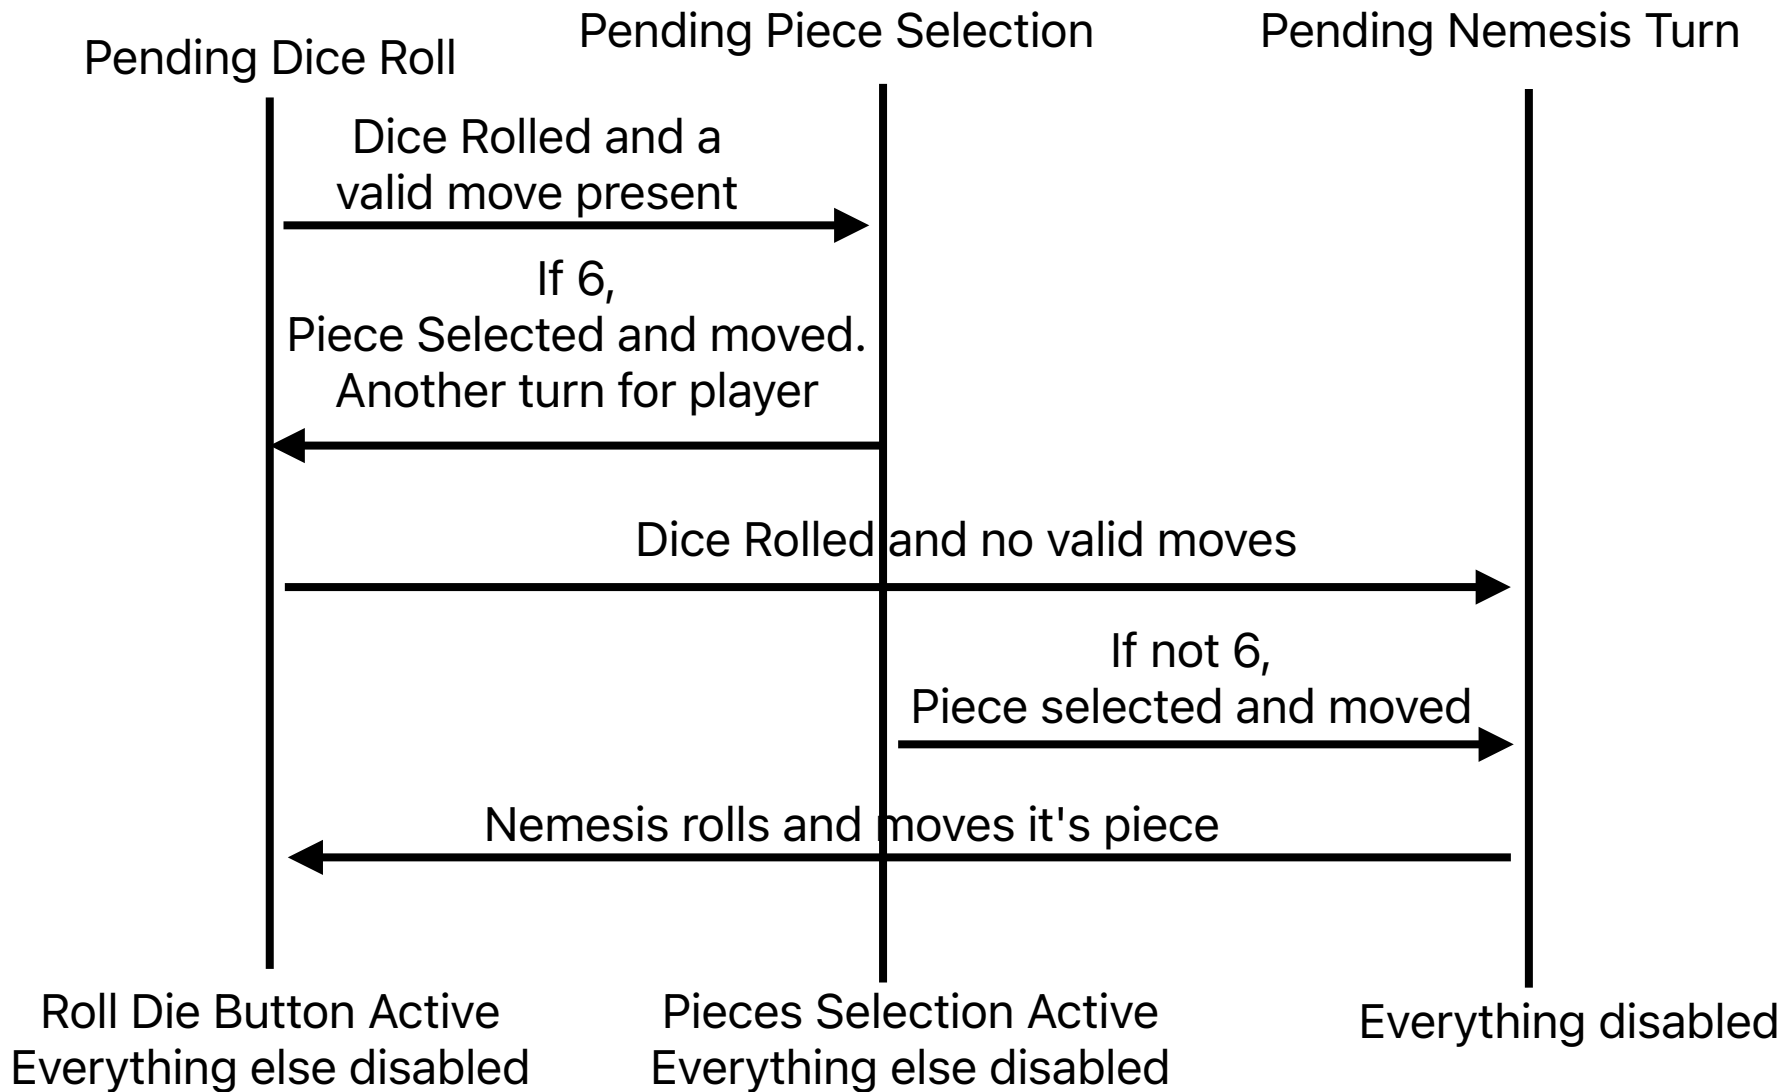 Pending Dice Roll
Pending Piece Selection
Pending Nemesis Turn
Dice Rolled and a
valid move present
If 6,
Piece Selected and moved.
Another turn for player
Dice Rolled and no valid moves
If not 6,
Piece selected and moved
Nemesis rolls and moves it's piece
Roll Die Button Active
Everything else disabled
Pieces Selection Active
Everything else disabled
Everything disabled